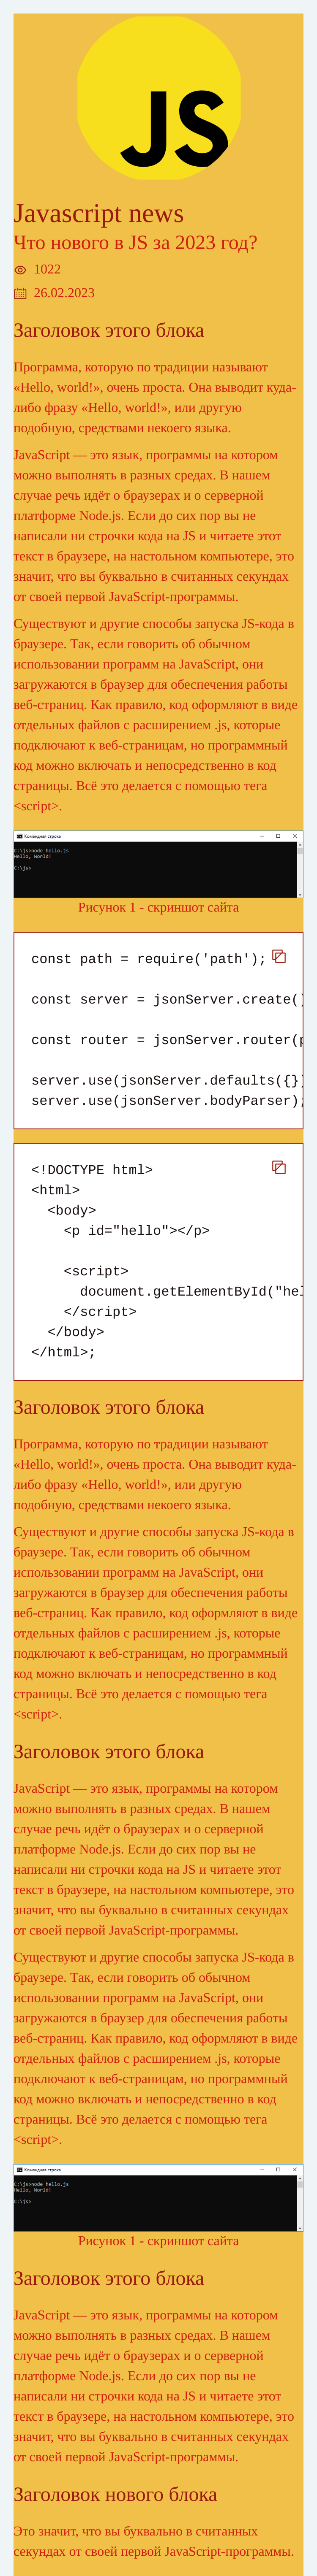 JS
Javascript news
Что нового в JS за 2023 год?
1022
26.02.2023
Заголовок этого блока
Программа, которую по традиции называют
«Hello, world!», очень проста. Она выводит куда-
либо фразу «Hello, world!», или другую
подобную, средствами некоего языка.
JavaScript — это язык, программы на котором
можно выполнять в разных средах. В нашем
случае речь идёт о браузерах и о серверной
платформе Node.js. Если до сих пор вы не
написали ни строчки кода на JS и читаете этот
текст в браузере, на настольном компьютере, это
значит, что вы буквально в считанных секундах
от своей первой JavaScript-программы.
Существуют и другие способы запуска JS-кода в
браузере. Так, если говорить об обычном
использовании программ на JavaScript, они
загружаются в браузер для обеспечения работы
веб-страниц. Как правило, код оформляют в виде
отдельных файлов с расширением .js, которые
подключают к веб-страницам, но программный
код можно включать и непосредственно в код
страницы. Всё это делается с помощью тега
<script>.
Командная строка
C:\js>node hello.js
Hello, World!
C:\js>
Рисунок 1 - скриншот сайта
const path = require('path');
const server = jsonServer.create()
const router = jsonServer.router(p
server.use(jsonServer.defaults({})
server.use(jsonServer.bodyParser);
<!DOCTYPE html>
<html>
<body>
<p id="hello"></p>
<script>
document.getElementById("hel
</script>
</body>
</html>;
Заголовок этого блока
Программа, которую по традиции называют
«Hello, world!», очень проста. Она выводит куда-
либо фразу «Hello, world!», или другую
подобную, средствами некоего языка.
Существуют и другие способы запуска JS-кода в
браузере. Так, если говорить об обычном
использовании программ на JavaScript, они
загружаются в браузер для обеспечения работы
веб-страниц. Как правило, код оформляют в виде
отдельных файлов с расширением .js, которые
подключают к веб-страницам, но программный
код можно включать и непосредственно в код
страницы. Всё это делается с помощью тега
<script>.
Заголовок этого блока
JavaScript — это язык, программы на котором
можно выполнять в разных средах. В нашем
случае речь идёт о браузерах и о серверной
платформе Node.js. Если до сих пор вы не
написали ни строчки кода на JS и читаете этот
текст в браузере, на настольном компьютере, это
значит, что вы буквально в считанных секундах
от своей первой JavaScript-программы.
Существуют и другие способы запуска JS-кода в
браузере. Так, если говорить об обычном
использовании программ на JavaScript, они
загружаются в браузер для обеспечения работы
веб-страниц. Как правило, код оформляют в виде
отдельных файлов с расширением .js, которые
подключают к веб-страницам, но программный
код можно включать и непосредственно в код
страницы. Всё это делается с помощью тега
<script>.
Командная строка
C:\js>node hello.js
Hello, World!
C:\js>
Рисунок 1 - скриншот сайта
Заголовок этого блока
JavaScript — это язык, программы на котором
можно выполнять в разных средах. В нашем
случае речь идёт о браузерах и о серверной
платформе Node.js. Если до сих пор вы не
написали ни строчки кода на JS и читаете этот
текст в браузере, на настольном компьютере, это
значит, что вы буквально в считанных секундах
от своей первой JavaScript-программы.
Заголовок нового блока
Это значит, что вы буквально в считанных
секундах от своей первой JavaScript-программы.